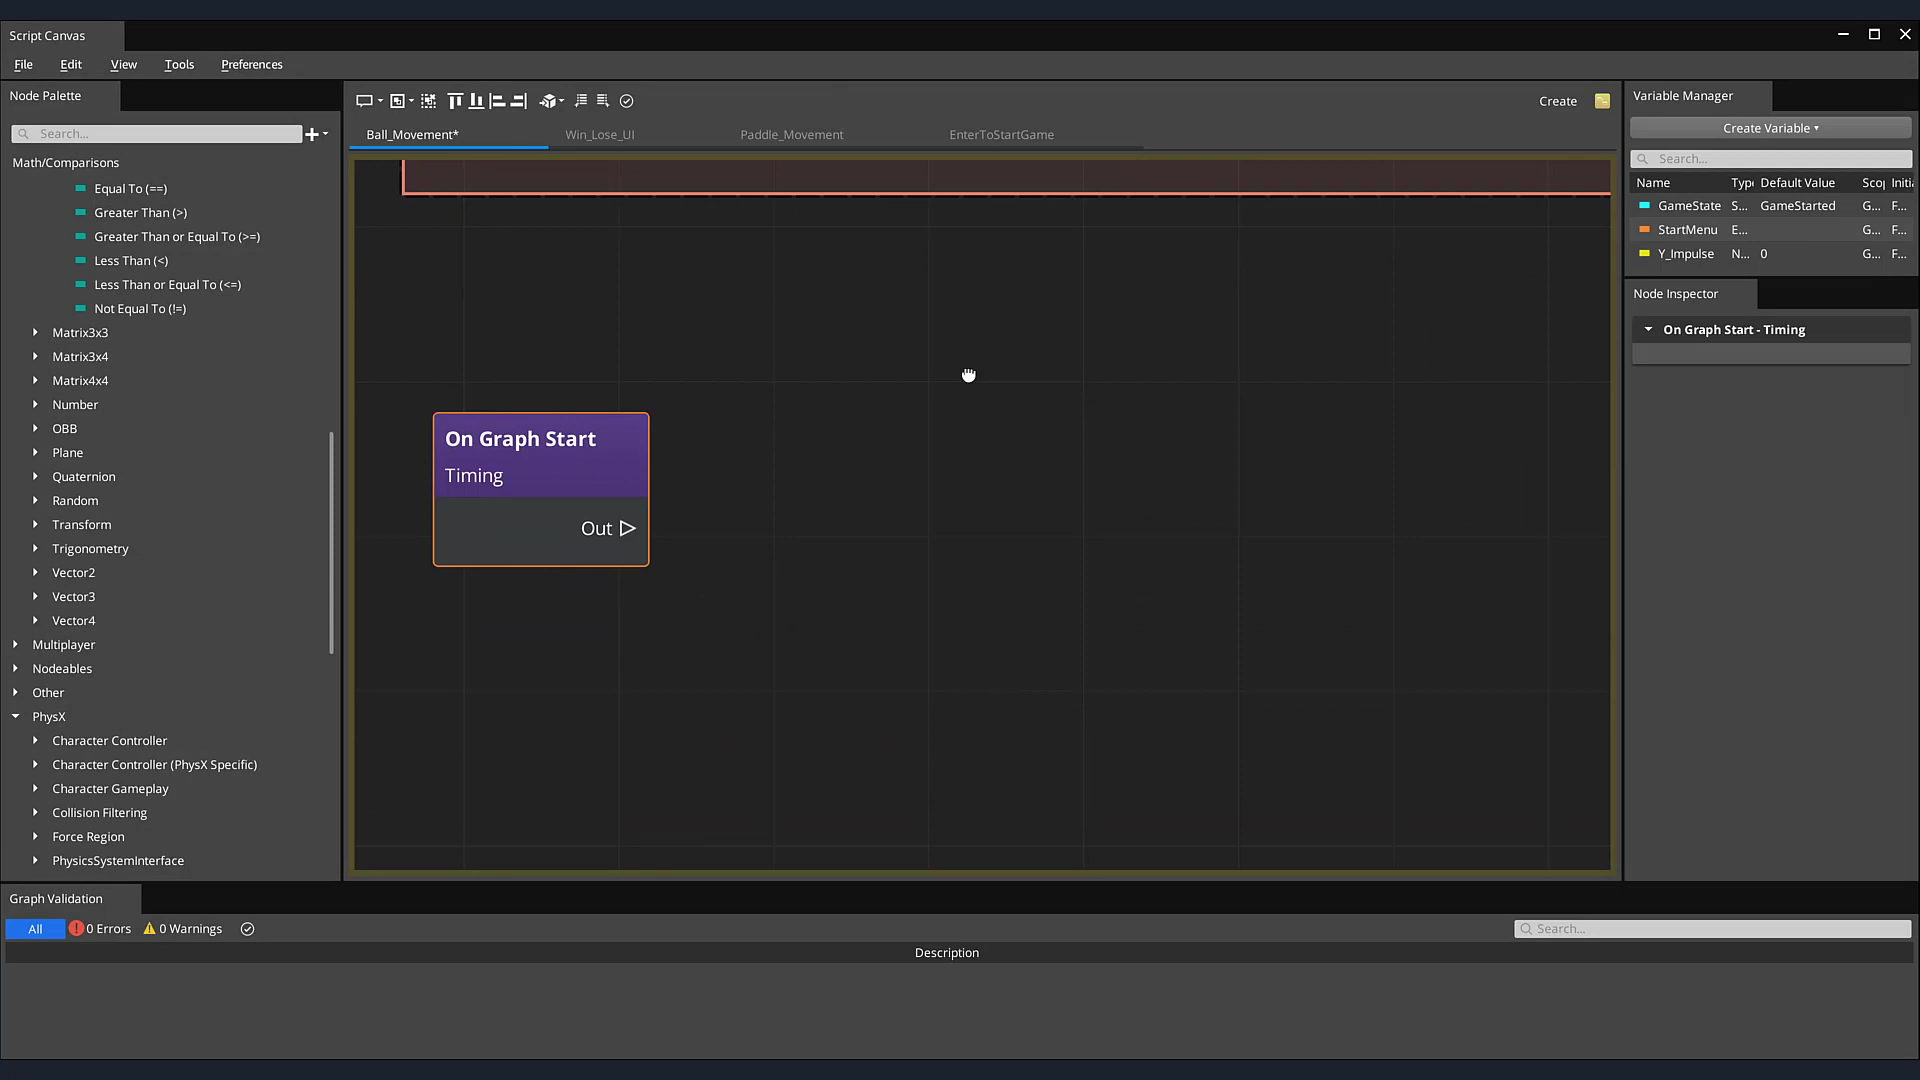 Script Canvas
File Edit View Tools Preferences
Node Palette
Search...
Math/Comparisons
Equal To (==)
Greater Than (>)
Greater Than or Equal To (>=)
Less Than (<)
Less Than or Equal To (<=)
Not Equal To (!=)
Matrix3x3
Matrix3x4
Matrix4x4
Number
OBB
Plane
Quaternion
Random
Transform
Trigonometry
Vector2
Vector3
Vector4
Multiplayer
Nodeables
Other
PhysX
Character Controller
Character Controller (PhysX Specific)
Character Gameplay
Collision Filtering
Force Region
PhysicsSystemInterface
Create
Ball_Movement* Win_Lose_UI Paddle_Movement EnterToStartGame
On Graph Start
Timing
Out
Variable Manager
Create Variable
Search...
Name Type Default Value Scop Initia
GameState S... GameStarted G... F...
StartMenu E... G... F...
Y_Impulse N... 0 G... F...
Node Inspector
On Graph Start - Timing
Graph Validation
All 0 Errors 0 Warnings
Search...
Description